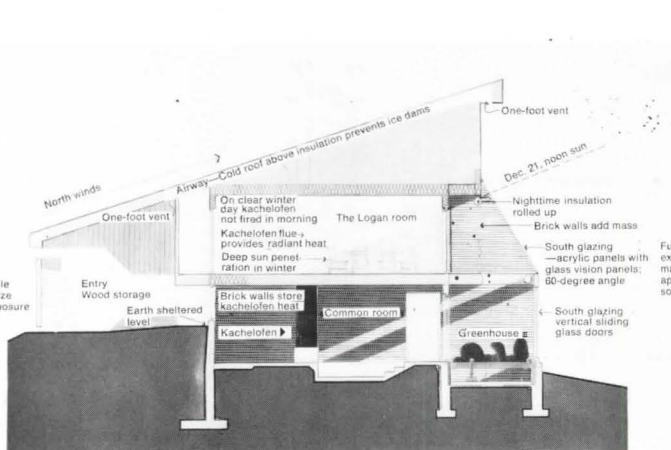 One-foot vent
Airway—Cold roof above insulation prevents ice dams
North winds
Dec. 21, noon sun
One-foot vent
On clear winter
day kachelofen
not fired in morning
Kachelofen flue→
provides radiant heat
Deep sun penet
ration in winter
The Logan room
Nighttime insulation
rolled up
Brick walls add mass
South glazing
—acrylic panels with
glass vision panels;
60-degree angle
Entry
Wood storage
Earth sheltered
level
Brick walls store
kachelofen heat
Kachelofen
Common room
Greenhouse
South glazing
vertical sliding
glass doors